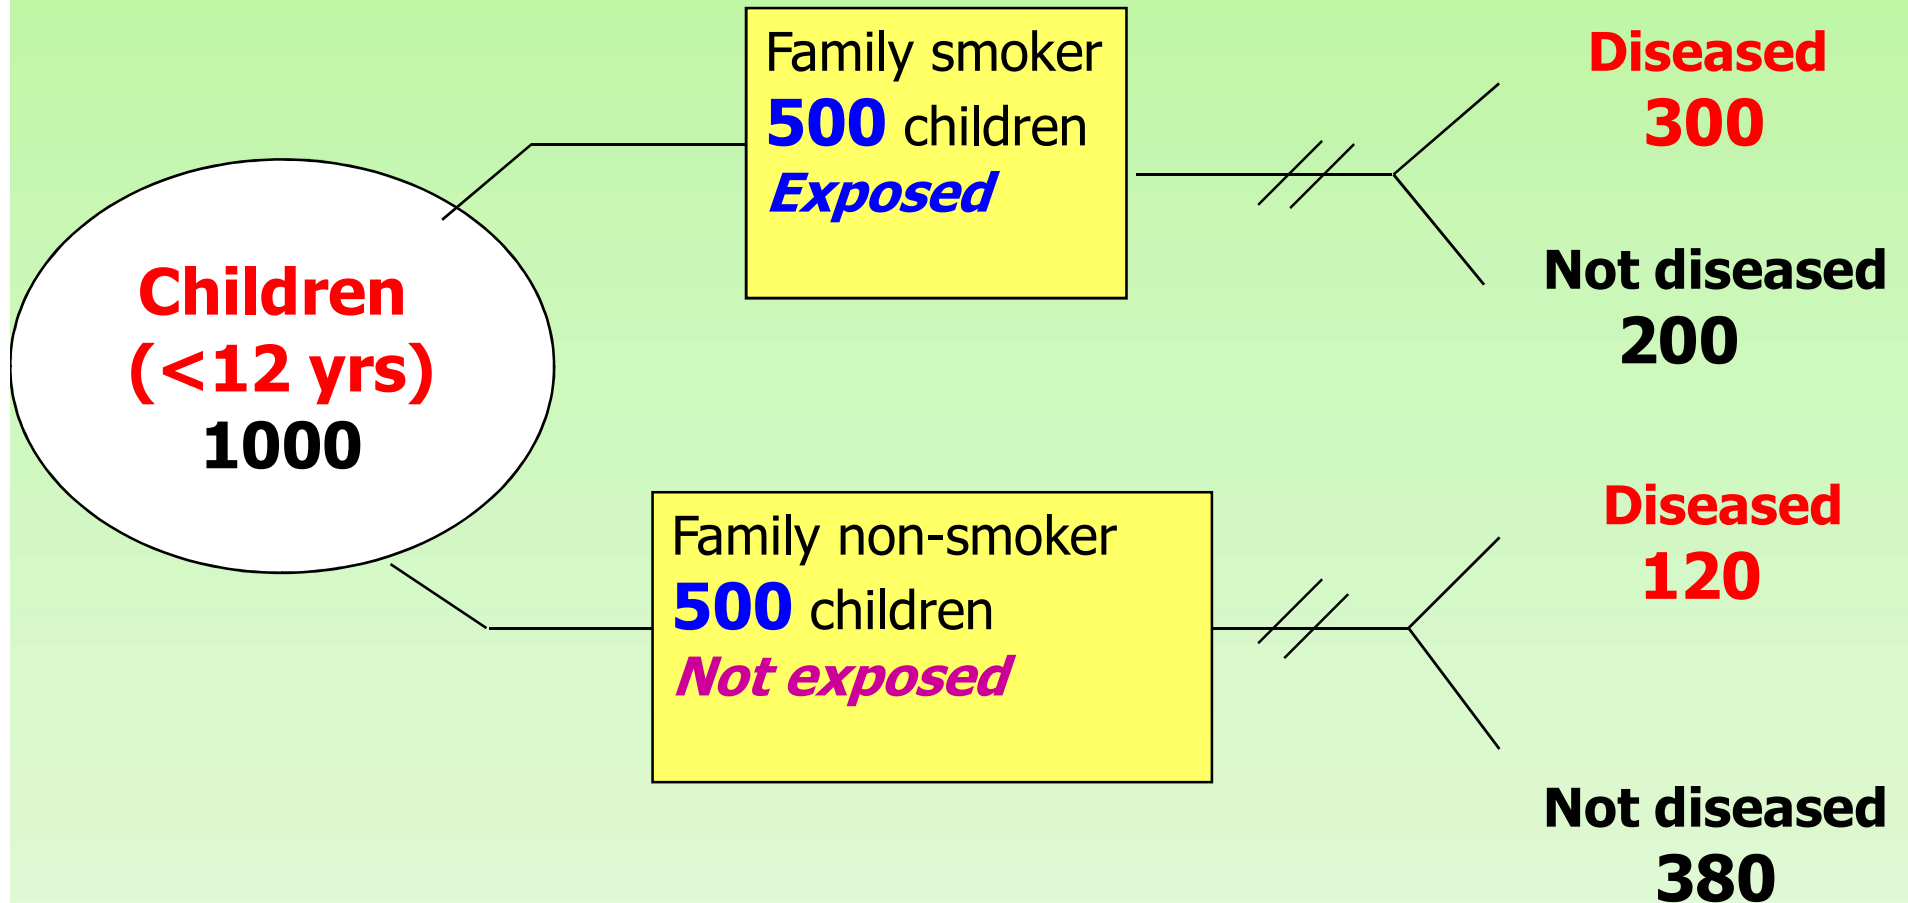 Children
(<12 yrs)
1000
Family smoker
500 children
Exposed
Diseased
300
Not diseased
200
Family non-smoker
500 children
Not exposed
Diseased
120
Not diseased
380